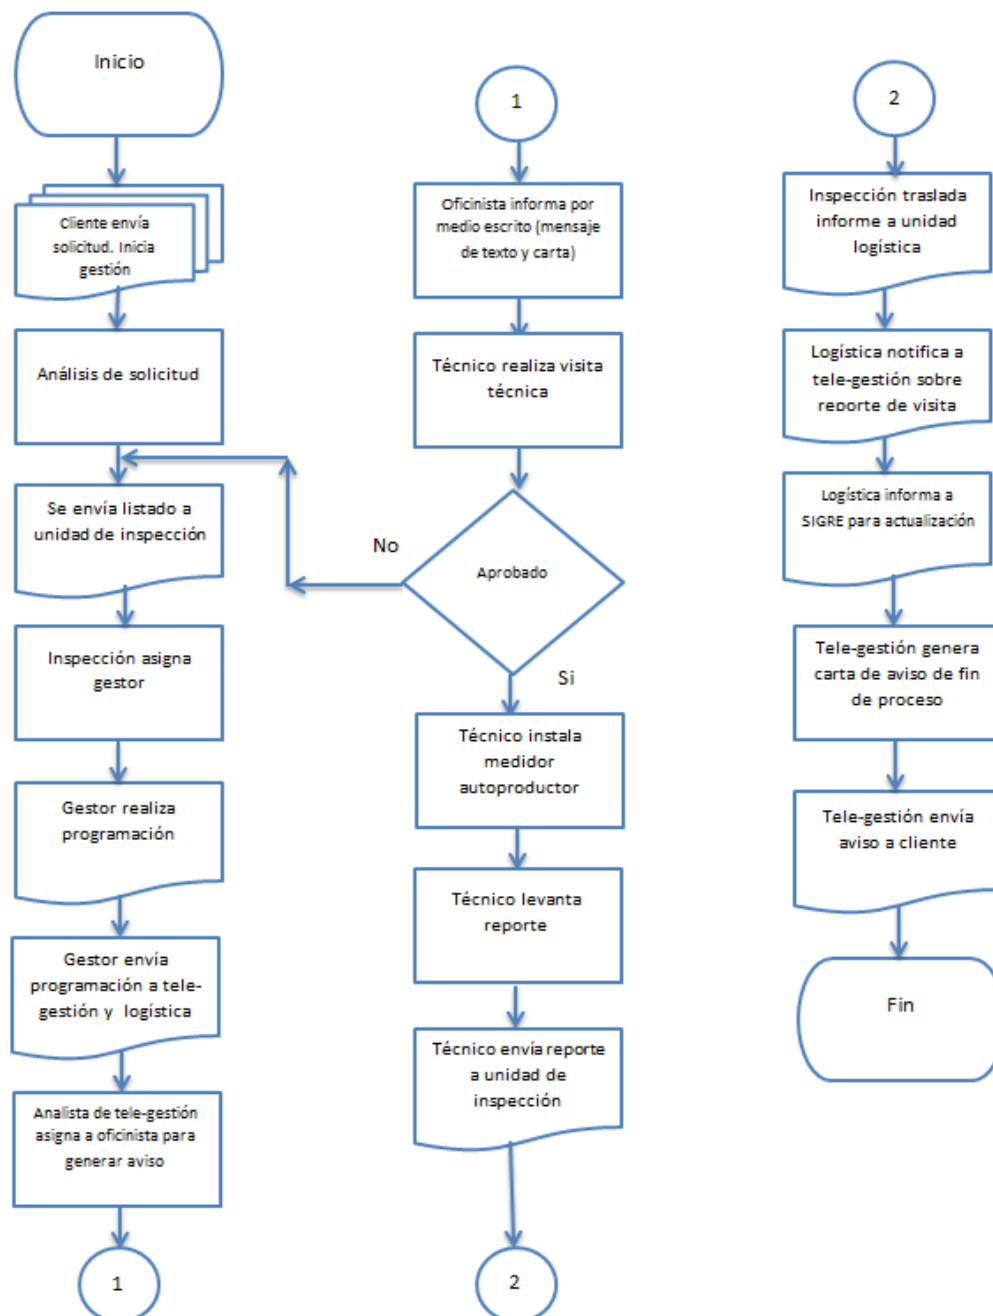 Inicio
Cliente envía
solicitud. Inicia
gestión
Análisis de solicitud
Se envía listado a
unidad de inspección
Inspección asigna
gestor
Gestor realiza
programación
Gestor envía
programación a tele-
gestión y logística
Analista de tele-gestión
asigna a oficinista para
generar aviso
1
1
Oficinista informa por
medio escrito (mensaje
de texto y carta)
Técnico realiza visita
técnica
Aprobado
No
Si
Técnico instala
medidor
autoproductor
Técnico levanta
reporte
Técnico envía reporte
a unidad de
inspección
2
2
Inspección traslada
informe a unidad
logística
Logística notifica a
tele-gestión sobre
reporte de visita
Logística informa a
SIGRE para actualización
Tele-gestión genera
carta de aviso de fin
de proceso
Tele-gestión envía
aviso a cliente
Fin